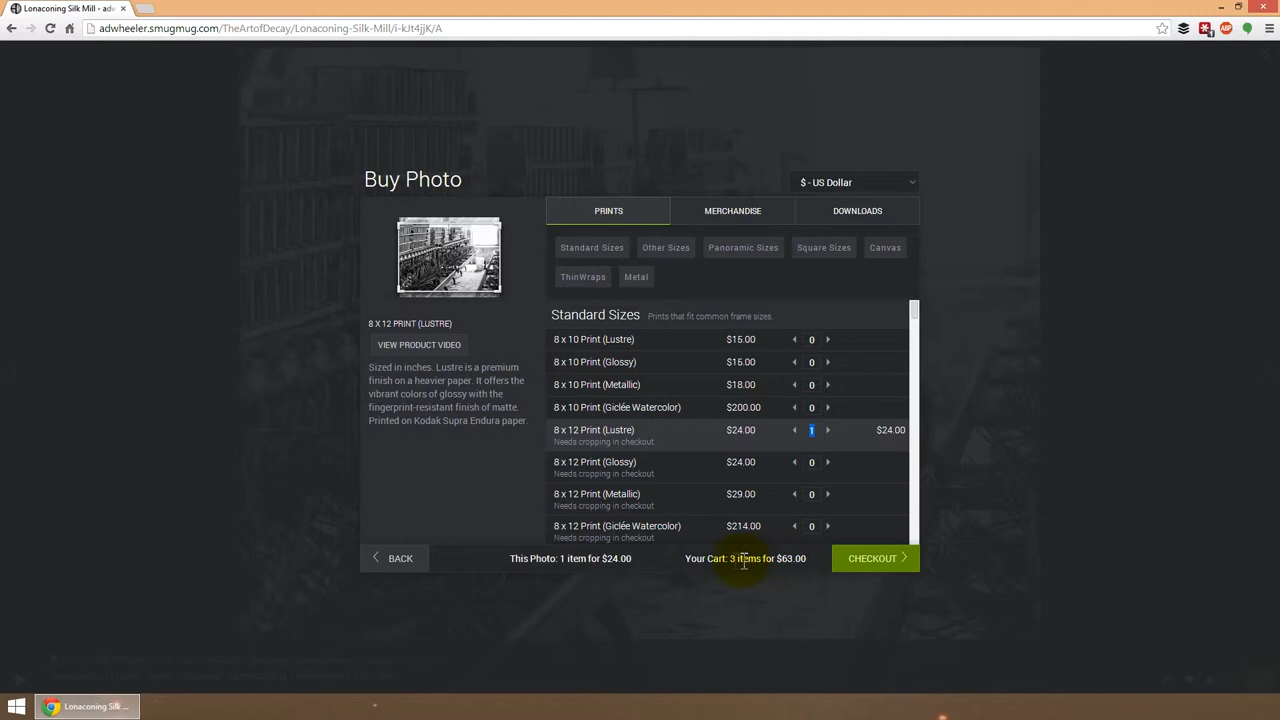 Lonaconing Silk Mill - adw
adwheeler.smugmug.com/TheArtofDecay/Lonaconing-Silk-Mill/i-kJt4jjK/A
Buy Photo
$ - US Dollar
PRINTS
MERCHANDISE
DOWNLOADS
Standard Sizes
Other Sizes
Panoramic Sizes
Square Sizes
Canvas
ThinWraps
Metal
8 X 12 PRINT (LUSTRE)
VIEW PRODUCT VIDEO
Sized in inches. Lustre is a premium
finish on a heavier paper. It offers the
vibrant colors of glossy with the
fingerprint-resistant finish of matte.
Printed on Kodak Supra Endura paper.
Standard Sizes Prints that fit common frame sizes.
8 x 10 Print (Lustre) $15.00 0
8 x 10 Print (Glossy) $15.00 0
8 x 10 Print (Metallic) $18.00 0
8 x 10 Print (Giclée Watercolor) $200.00 0
8 x 12 Print (Lustre) $24.00 1 $24.00
Needs cropping in checkout
8 x 12 Print (Glossy) $24.00 0
Needs cropping in checkout
8 x 12 Print (Metallic) $29.00 0
Needs cropping in checkout
8 x 12 Print (Giclée Watercolor) $214.00 0
Needs cropping in checkout
BACK
This Photo: 1 item for $24.00
Your Cart: 3 items for $63.00
CHECKOUT
Lonaconing Silk ...